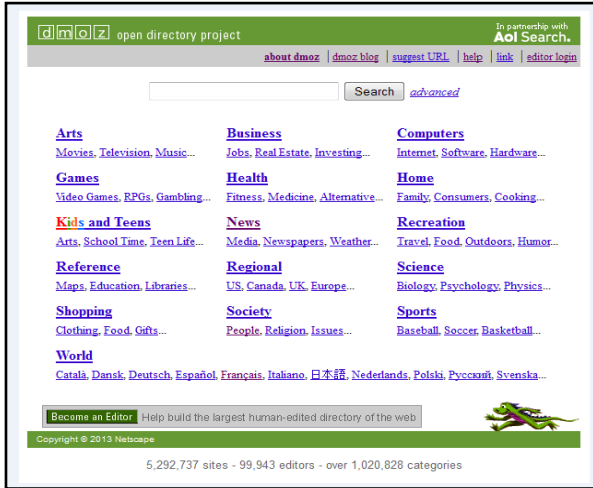 dmoz open directory project
In partnership with
Aol Search.
about dmoz | dmoz blog | suggest URL | help | link | editor login
Search advanced
Arts Business Computers
Movies, Television, Music... Jobs, Real Estate, Investing... Internet, Software, Hardware...
Games Health Home
Video Games, RPGs, Gambling... Fitness, Medicine, Alternative... Family, Consumers, Cooking...
Kids and Teens News Recreation
Arts, School Time, Teen Life... Media, Newspapers, Weather... Travel, Food, Outdoors, Humor...
Reference Regional Science
Maps, Education, Libraries... US, Canada, UK, Europe... Biology, Psychology, Physics...
Shopping Society Sports
Clothing, Food, Gifts... People, Religion, Issues... Baseball, Soccer, Basketball...
World
Català, Dansk, Deutsch, Español, Français, Italiano, 日本語, Nederlands, Polski, Русский, Svenska...
Become an Editor Help build the largest human-edited directory of the web
Copyright © 2013 Netscape
5,292,737 sites - 99,943 editors - over 1,020,828 categories